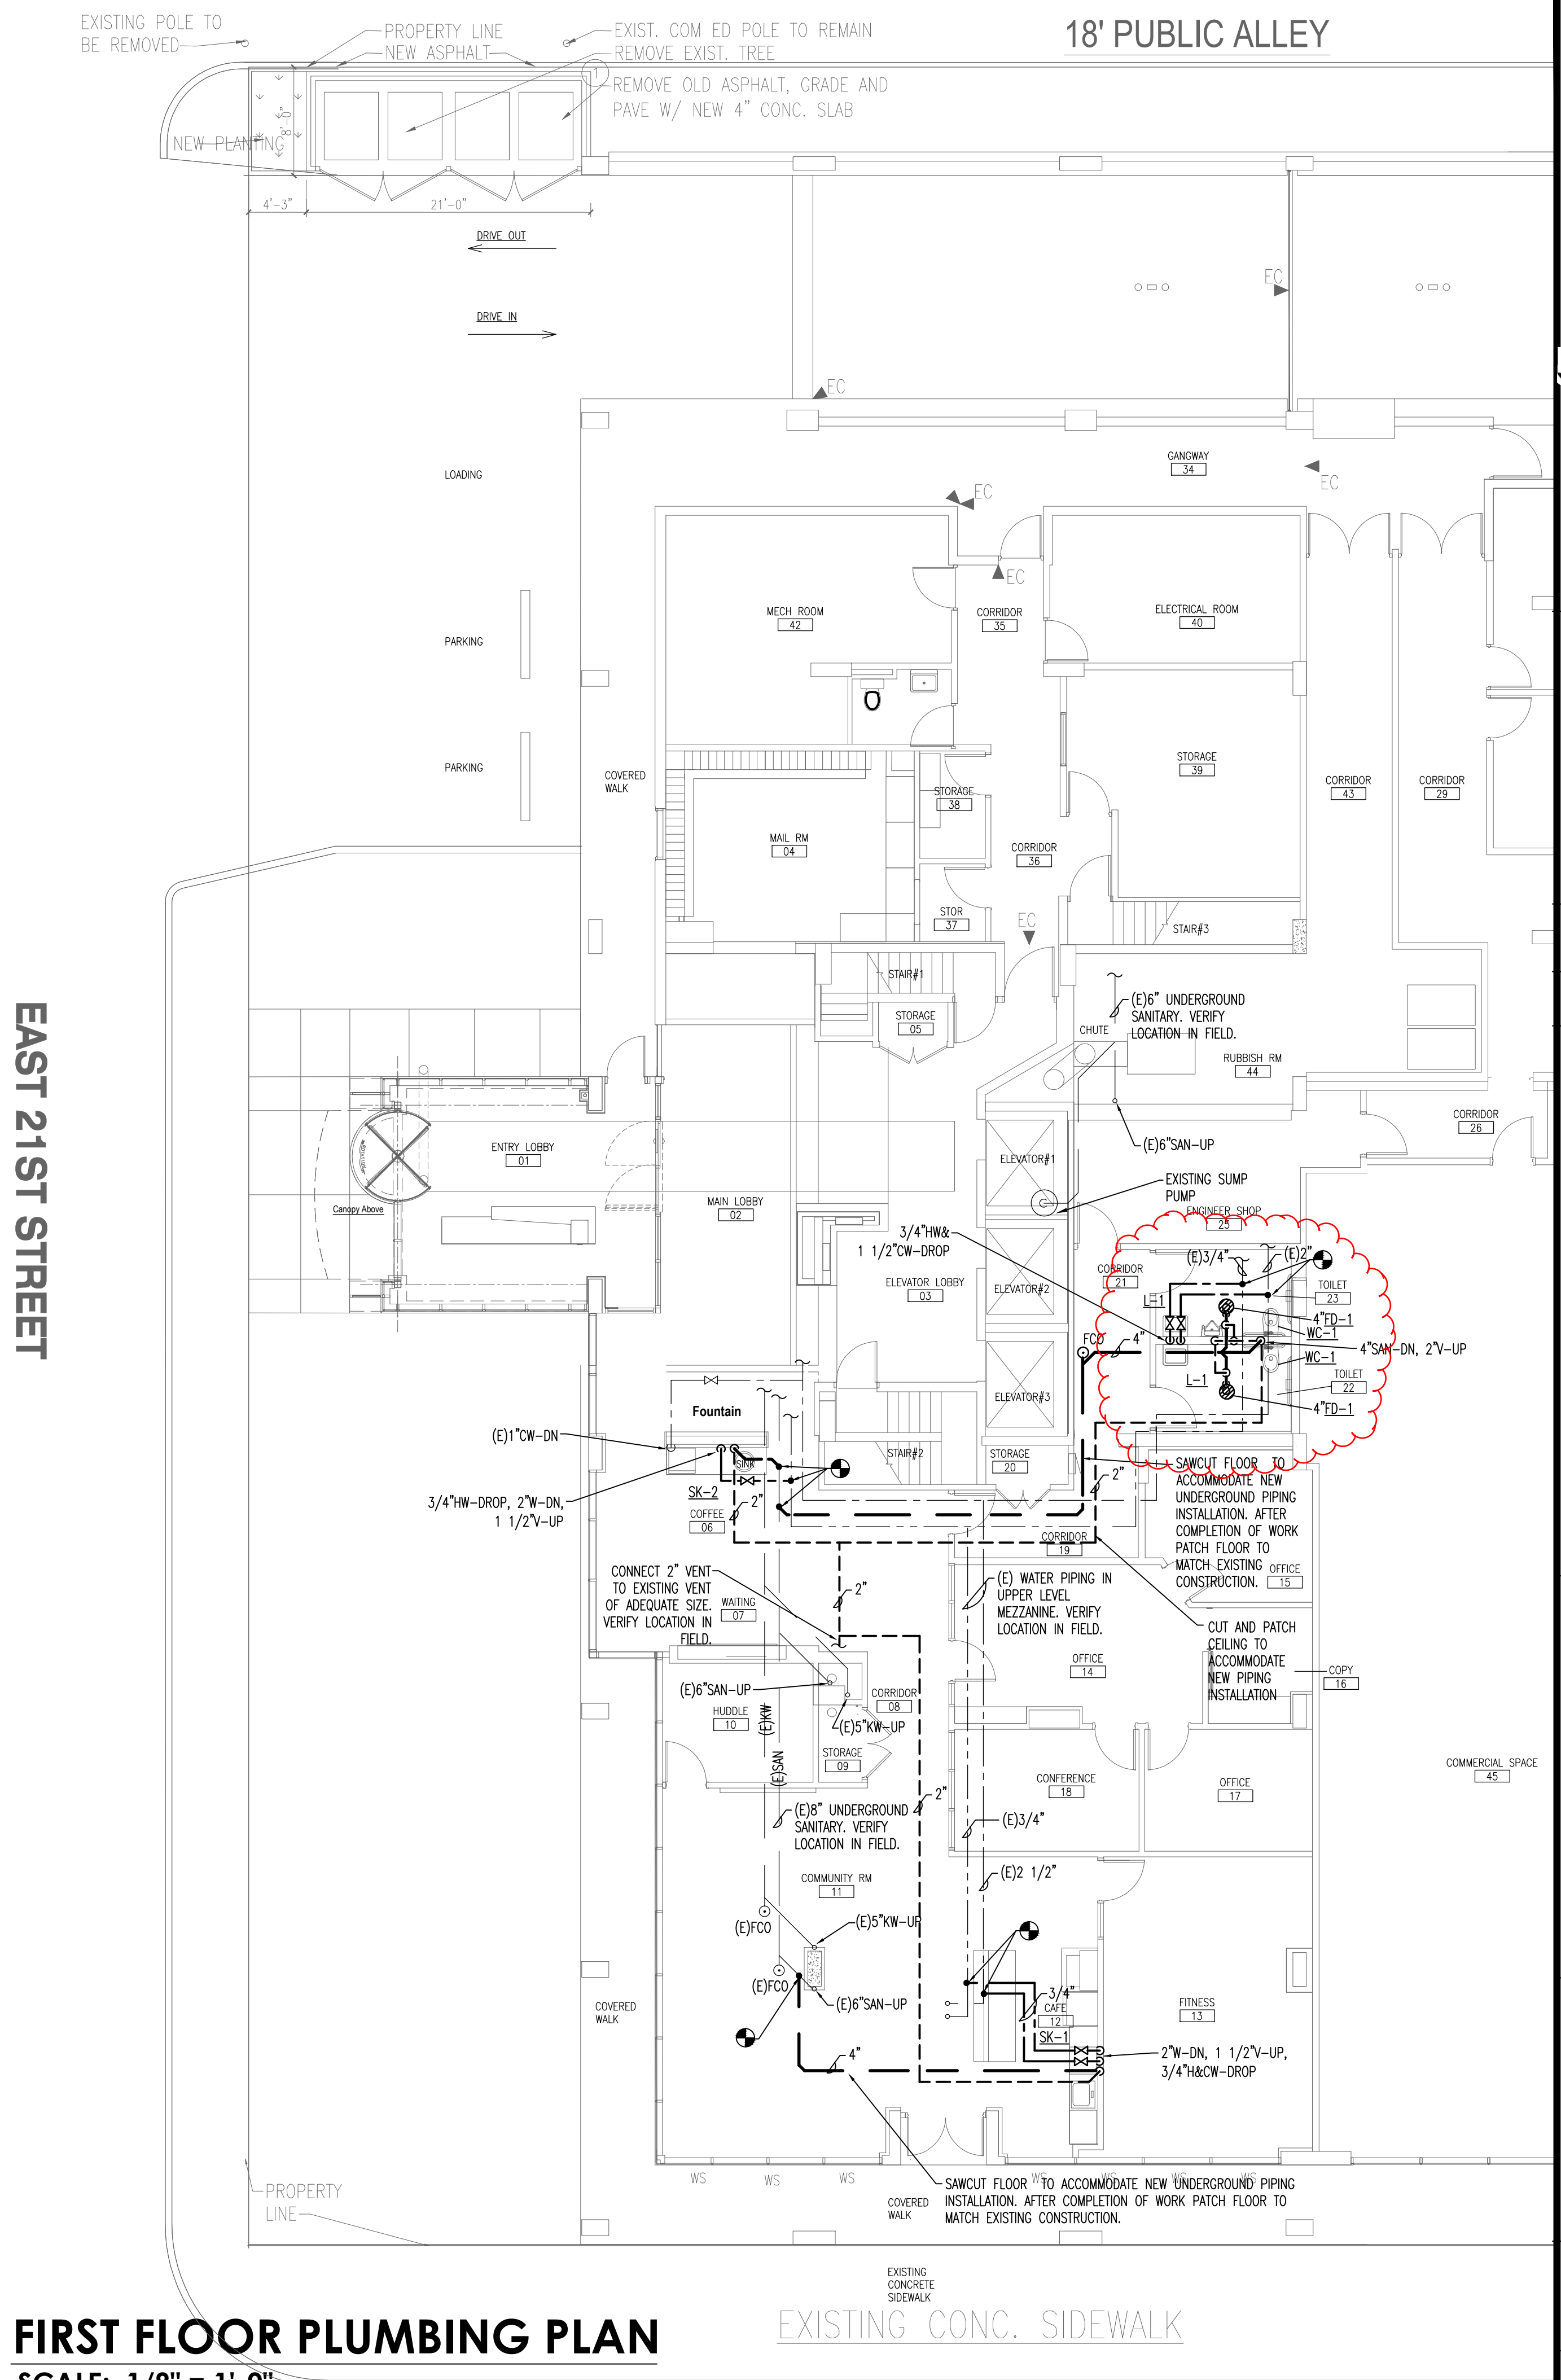 EXISTING POLE TO
BE REMOVED
PROPERTY LINE
NEW ASPHALT
EXIST. COM ED POLE TO REMAIN
REMOVE EXIST. TREE
1
REMOVE OLD ASPHALT, GRADE AND
PAVE W/ NEW 4" CONC. SLAB
18' PUBLIC ALLEY
8'-0"
NEW PLANTING
4'-3"
21'-0"
DRIVE OUT
DRIVE IN
EC
EC
LOADING
GANGWAY
34
EC
EC
EC
MECH ROOM
42
CORRIDOR
35
ELECTRICAL ROOM
40
PARKING
PARKING
COVERED
WALK
STORAGE
38
STORAGE
39
CORRIDOR
43
CORRIDOR
29
MAIL RM
04
CORRIDOR
36
STOR
37
EC
STAIR#3
STAIR#1
STORAGE
05
(E)6" UNDERGROUND
SANITARY. VERIFY
LOCATION IN FIELD.
CHUTE
RUBBISH RM
44
CORRIDOR
26
EAST 21ST STREET
ENTRY LOBBY
01
Canopy Above
MAIN LOBBY
02
ELEVATOR#1
(E)6"SAN-UP
EXISTING SUMP
PUMP
3/4"HW&
1 1/2"CW-DROP
ENGINEER SHOP
25
ELEVATOR LOBBY
03
ELEVATOR#2
CORRIDOR
21
(E)3/4"
(E)2"
L-1
TOILET
23
4"FD-1
WC-1
FCO
4"
4"SAN-DN, 2"V-UP
WC-1
L-1
TOILET
22
4"FD-1
ELEVATOR#3
Fountain
(E)1"CW-DN
SINK
STAIR#2
STORAGE
20
2"
SAWCUT FLOOR TO
ACCOMMODATE NEW
UNDERGROUND PIPING
INSTALLATION. AFTER
COMPLETION OF WORK
PATCH FLOOR TO
MATCH EXISTING
CONSTRUCTION.
OFFICE
15
3/4"HW-DROP, 2"W-DN,
1 1/2"V-UP
SK-2
2"
COFFEE
06
CORRIDOR
19
CONNECT 2" VENT
TO EXISTING VENT
OF ADEQUATE SIZE.
VERIFY LOCATION IN
FIELD.
WAITING
07
2"
(E) WATER PIPING IN
UPPER LEVEL
MEZZANINE. VERIFY
LOCATION IN FIELD.
CUT AND PATCH
CEILING TO
ACCOMMODATE
NEW PIPING
INSTALLATION
OFFICE
14
COPY
16
(E)6"SAN-UP
CORRIDOR
08
HUDDLE
10
(E)KW
(E)5"KW-UP
(E)SAN
STORAGE
09
COMMERCIAL SPACE
45
CONFERENCE
18
OFFICE
17
2"
(E)8" UNDERGROUND
SANITARY. VERIFY
LOCATION IN FIELD.
(E)3/4"
(E)2 1/2"
COMMUNITY RM
11
(E)FCO
(E)5"KW-UP
(E)FCO
(E)6"SAN-UP
COVERED
WALK
3/4"
CAFE
12
SK-1
FITNESS
13
2"W-DN, 1 1/2"V-UP,
3/4"H&CW-DROP
4"
WS
WS
WS
WS
WS
WS
WS
SAWCUT FLOOR TO ACCOMMODATE NEW UNDERGROUND PIPING
INSTALLATION. AFTER COMPLETION OF WORK PATCH FLOOR TO
MATCH EXISTING CONSTRUCTION.
COVERED
WALK
PROPERTY
LINE
EXISTING
CONCRETE
SIDEWALK
EXISTING CONC. SIDEWALK
FIRST FLOOR PLUMBING PLAN
SCALE: 1/8" = 1'-0"